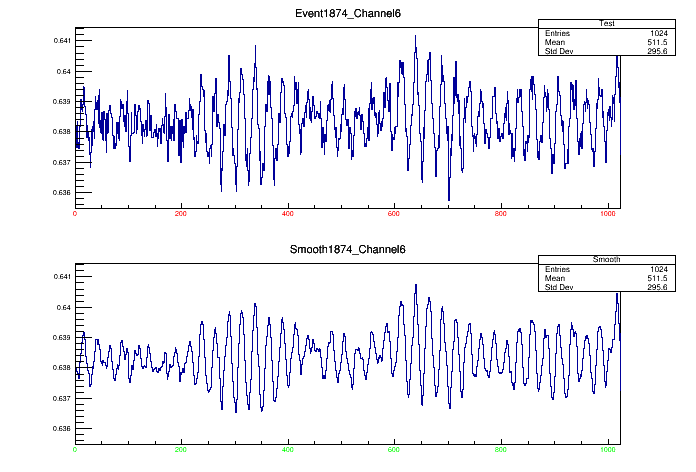 Event1874_Channel6
Test
Entries 1024
Mean 511.5
Std Dev 295.6
0.641
0.64
0.639
0.638
0.637
0.636
0 200 400 600 800 1000
Smooth1874_Channel6
Smooth
Entries 1024
Mean 511.5
Std Dev 295.6
0.641
0.64
0.639
0.638
0.637
0.636
0 200 400 600 800 1000